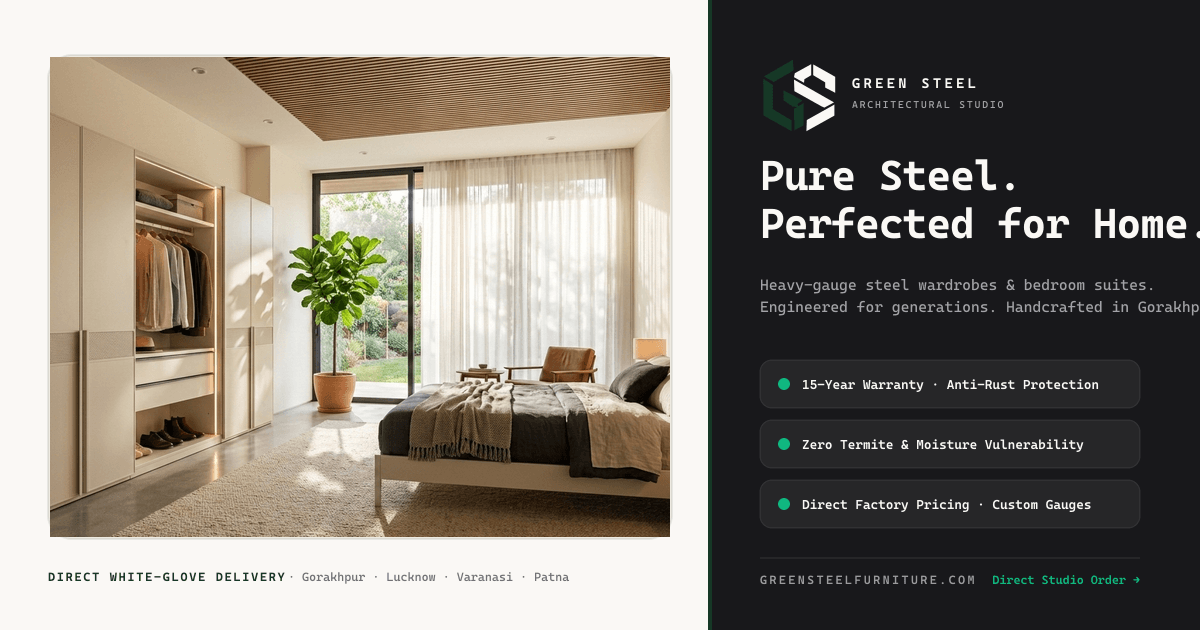 GREEN STEEL
ARCHITECTURAL STUDIO
Pure Steel.
Perfected for Home.
Heavy-gauge steel wardrobes & bedroom suites.
Engineered for generations. Handcrafted in Gorakhp
15-Year Warranty · Anti-Rust Protection
Zero Termite & Moisture Vulnerability
Direct Factory Pricing · Custom Gauges
GREENSTEELFURNITURE.COM Direct Studio Order →
DIRECT WHITE-GLOVE DELIVERY · Gorakhpur · Lucknow · Varanasi · Patna